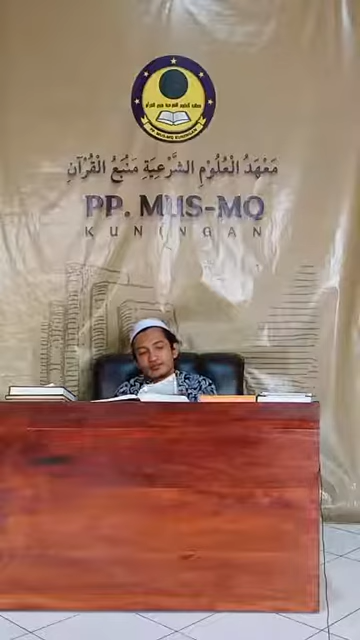 مَعْهَدُ الْعُلُوْمِ الشَّرْعِيَّةِ مَنْبَعُ الْقُرْآنِ
PP. MUS-MQ
KUNINGAN